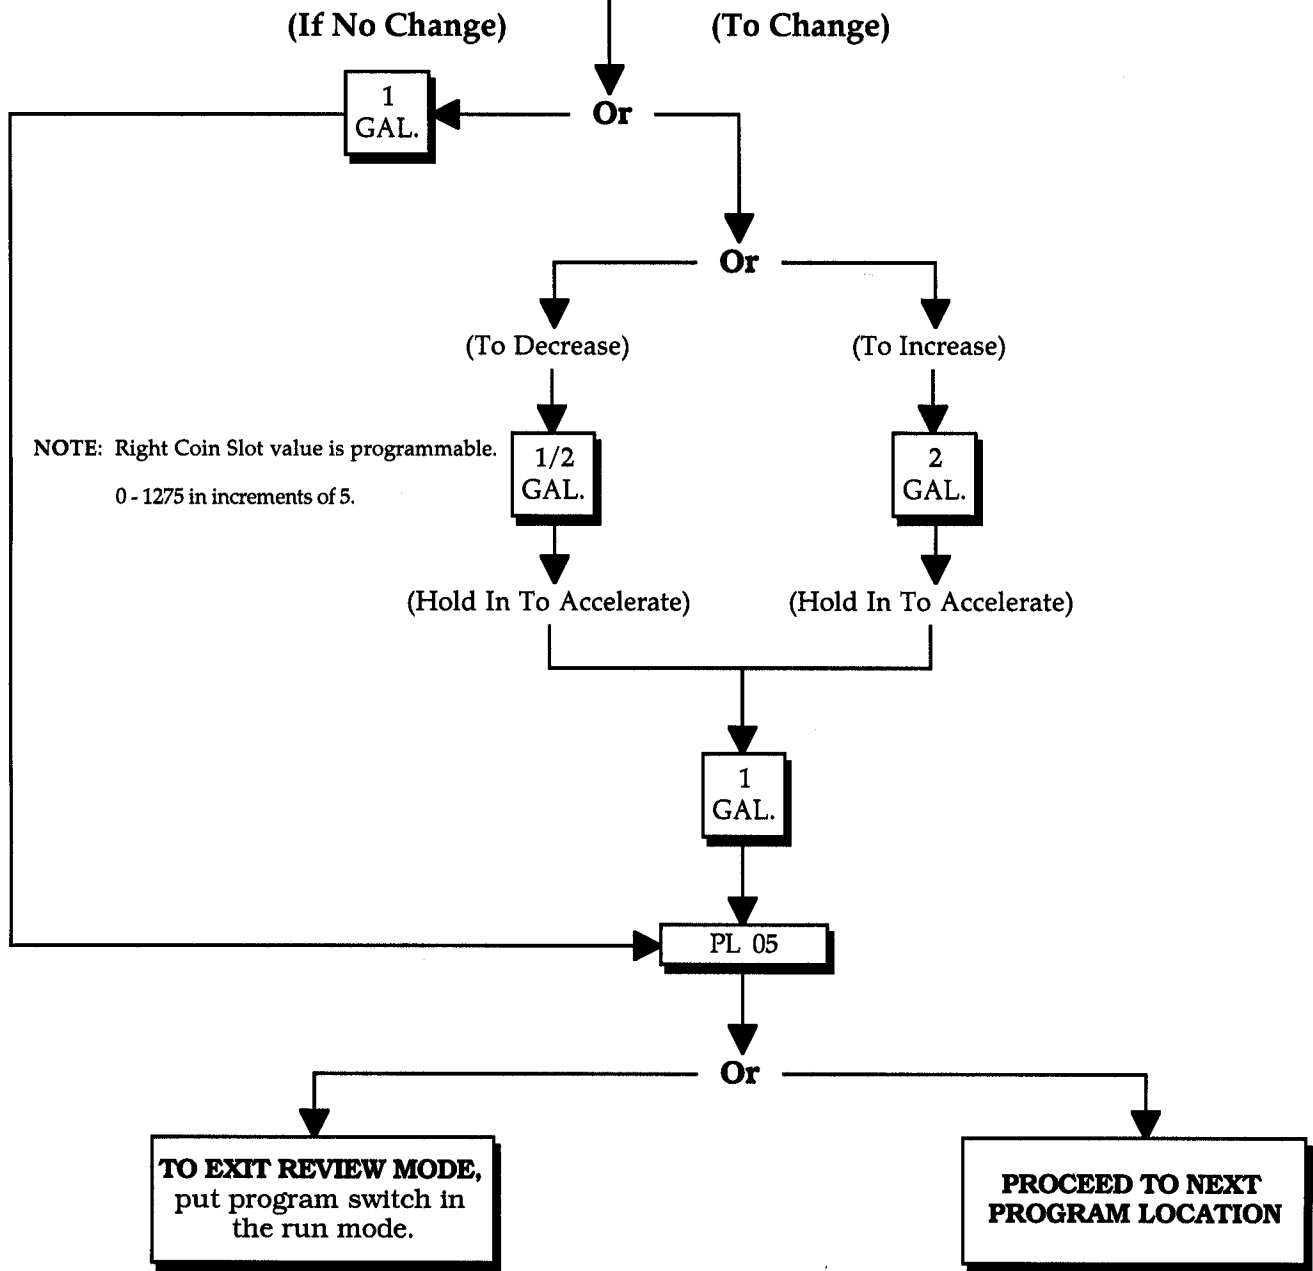 (If No Change)
(To Change)
1
GAL.
Or
Or
(To Decrease)
(To Increase)
NOTE: Right Coin Slot value is programmable.
0 - 1275 in increments of 5.
1/2
GAL.
2
GAL.
(Hold In To Accelerate)
(Hold In To Accelerate)
1
GAL.
PL 05
Or
TO EXIT REVIEW MODE,
put program switch in
the run mode.
PROCEED TO NEXT
PROGRAM LOCATION